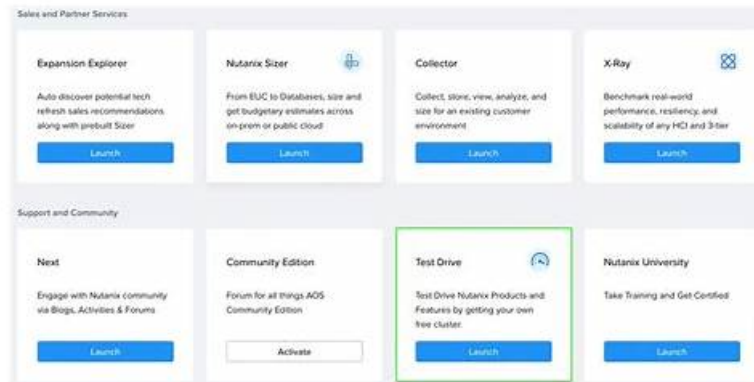 Sales and Partner Services
Expansion Explorer
Auto discover potential tech
refresh sales recommendations
along with prebuilt Sizer
Launch
Nutanix Sizer
From EUC to Databases, size and
get budgetary estimates across
on-prem or public cloud
Launch
Collector
Collect, store, view, analyze, and
size for an existing customer
environment
Launch
X-Ray
Benchmark real-world
performance, resiliency, and
scalability of any HCI and 3-tier
Launch
Support and Community
Next
Engage with Nutanix community
via Blogs, Activities & Forums
Launch
Community Edition
Forum for all things AOS
Community Edition
Activate
Test Drive
Test Drive Nutanix Products and
Features by getting your own
free cluster.
Launch
Nutanix University
Take Training and Get Certified
Launch